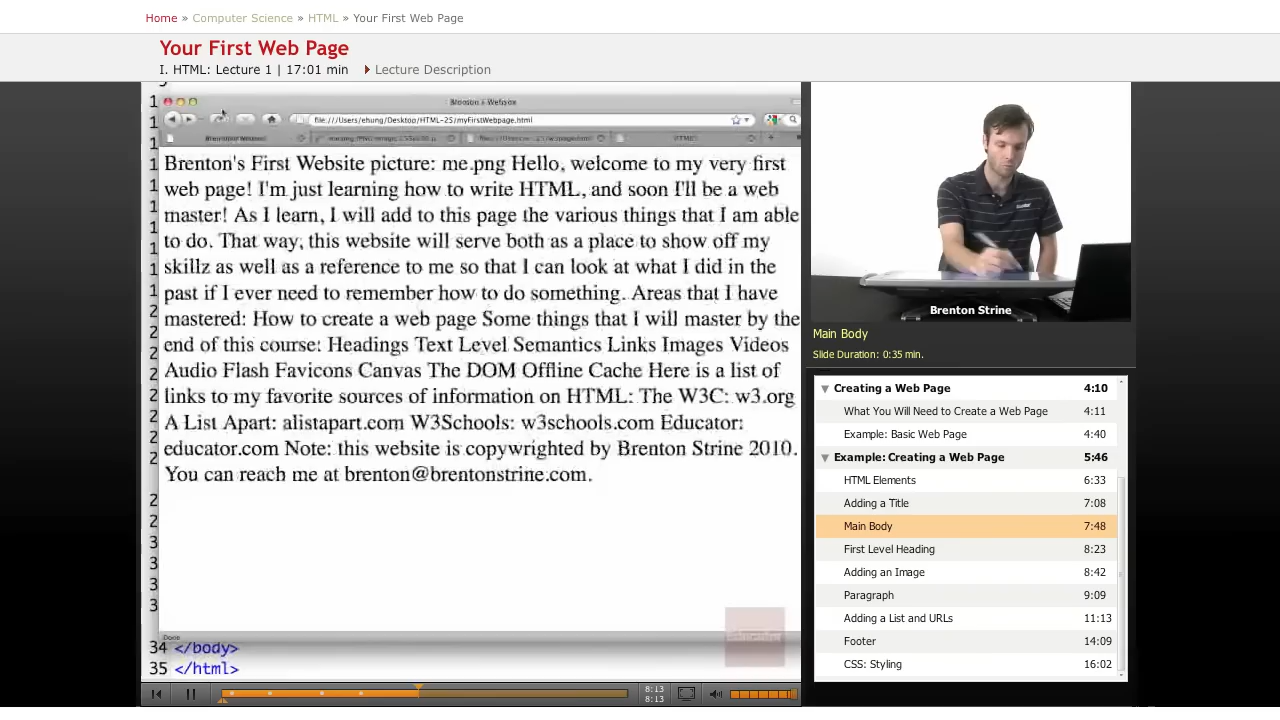 Home » Computer Science » HTML » Your First Web Page
Your First Web Page
I. HTML: Lecture 1 | 17:01 min Lecture Description
Brenton's Website
file:///Users/ehung/Desktop/HTML-25/myFirstWebpage.html
Brenton's First Website picture: me.png Hello, welcome to my very first
web page! I'm just learning how to write HTML, and soon I'll be a web
master! As I learn, I will add to this page the various things that I am able
to do. That way, this website will serve both as a place to show off my
skillz as well as a reference to me so that I can look at what I did in the
past if I ever need to remember how to do something. Areas that I have
mastered: How to create a web page Some things that I will master by the
end of this course: Headings Text Level Semantics Links Images Videos
Audio Flash Favicons Canvas The DOM Offline Cache Here is a list of
links to my favorite sources of information on HTML: The W3C: w3.org
A List Apart: alistapart.com W3Schools: w3schools.com Educator:
educator.com Note: this website is copywrighted by Brenton Strine 2010.
You can reach me at brenton@brentonstrine.com.
Done
34 </body>
35 </html>
8:13
8:13
Brenton Strine
Main Body
Slide Duration: 0:35 min.
Creating a Web Page 4:10
What You Will Need to Create a Web Page 4:11
Example: Basic Web Page 4:40
Example: Creating a Web Page 5:46
HTML Elements 6:33
Adding a Title 7:08
Main Body 7:48
First Level Heading 8:23
Adding an Image 8:42
Paragraph 9:09
Adding a List and URLs 11:13
Footer 14:09
CSS: Styling 16:02